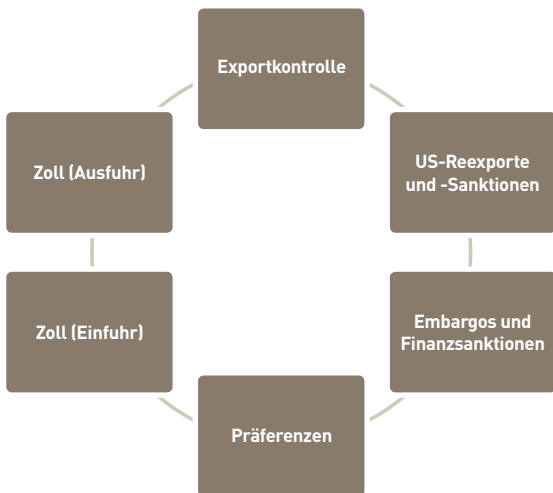 Exportkontrolle
US-Reexporte
und -Sanktionen
Embargos und
Finanzsanktionen
Präferenzen
Zoll (Einfuhr)
Zoll (Ausfuhr)